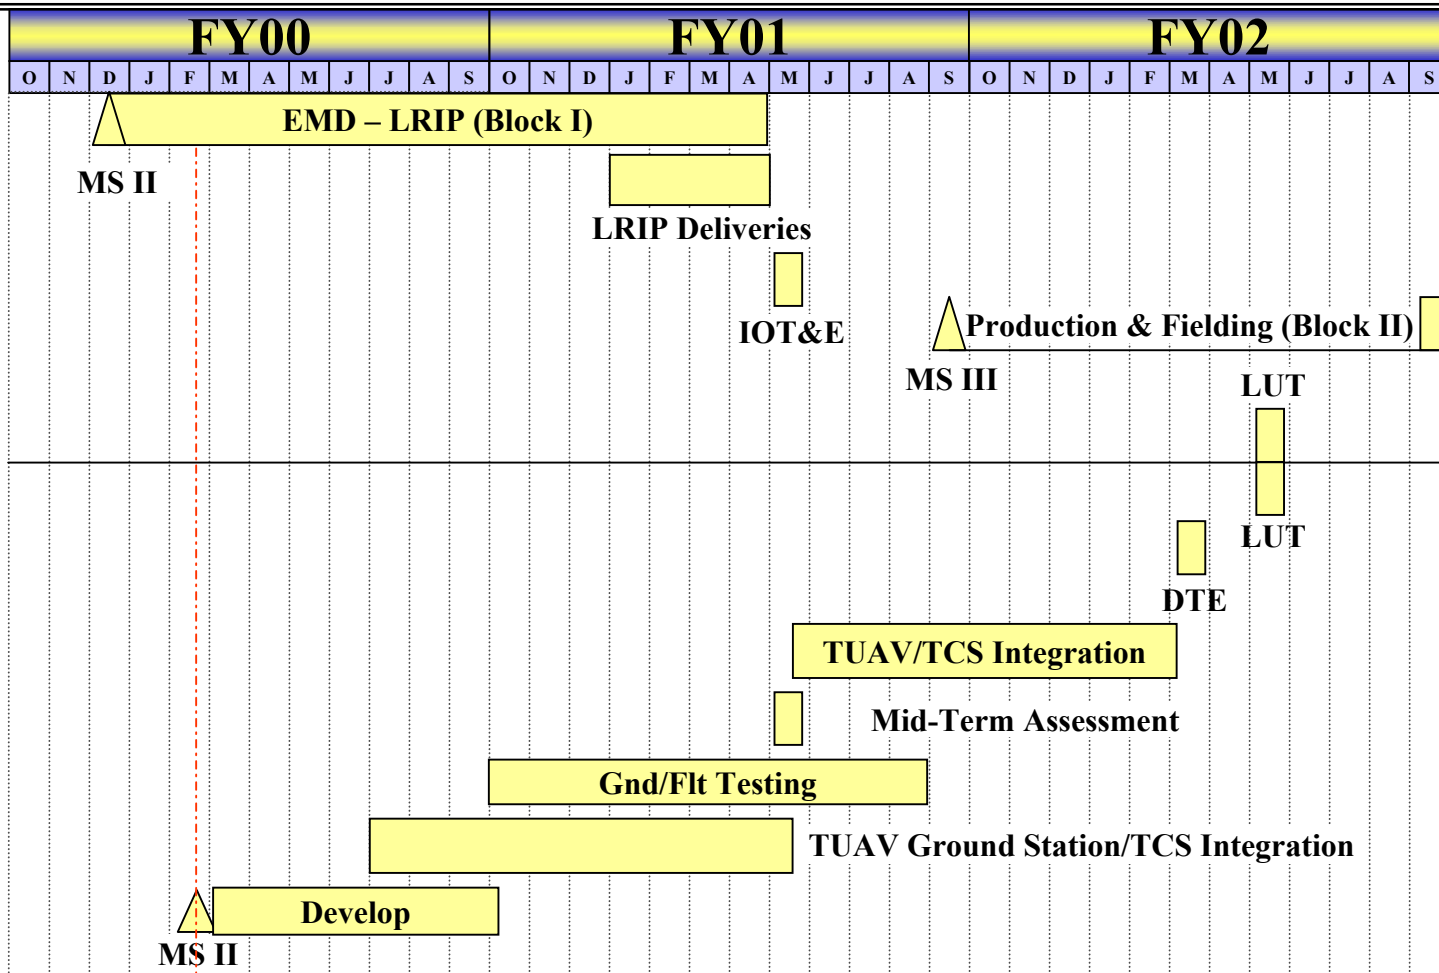 FY00 FY01 FY02
O N D J F M A M J J A S O N D J F M A M J J A S O N D J F M A M J J A S
EMD – LRIP (Block I)
MS II
LRIP Deliveries
IOT&E
Production & Fielding (Block II)
MS III
LUT
LUT
DTE
TUAV/TCS Integration
Mid-Term Assessment
Gnd/Flt Testing
TUAV Ground Station/TCS Integration
Develop
MS II